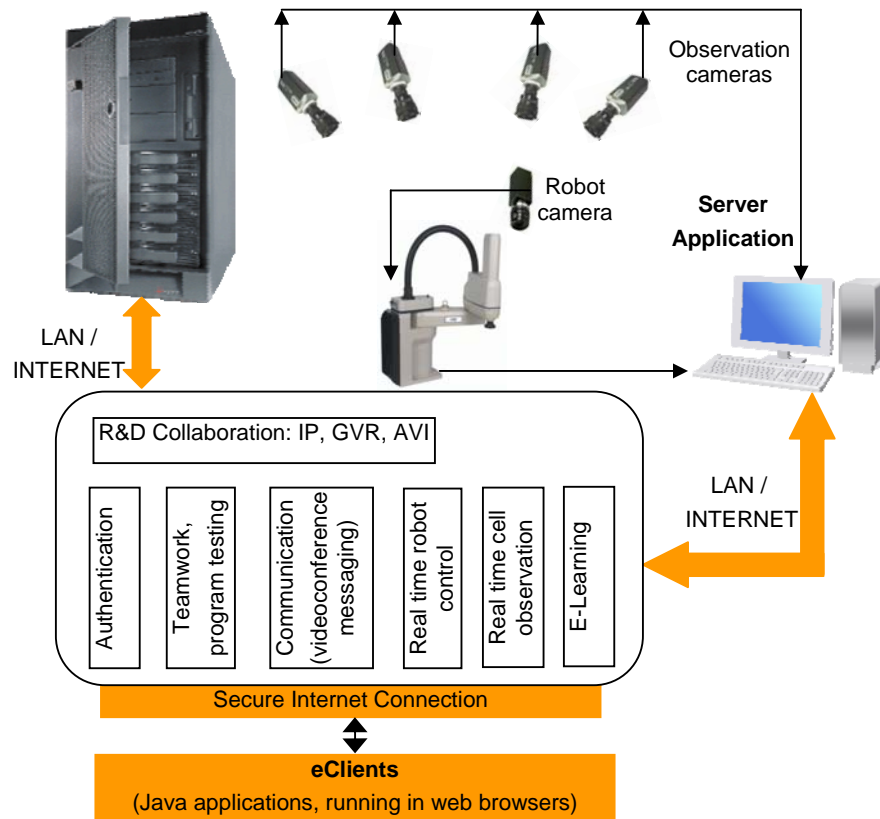 Observation
cameras
Robot
camera
Server
Application
LAN /
INTERNET
R&D Collaboration: IP, GVR, AVI
LAN /
INTERNET
Authentication
Teamwork,
program testing
Communication
(videoconference
messaging)
Real time robot
control
Real time cell
observation
E-Learning
Secure Internet Connection
eClients
(Java applications, running in web browsers)